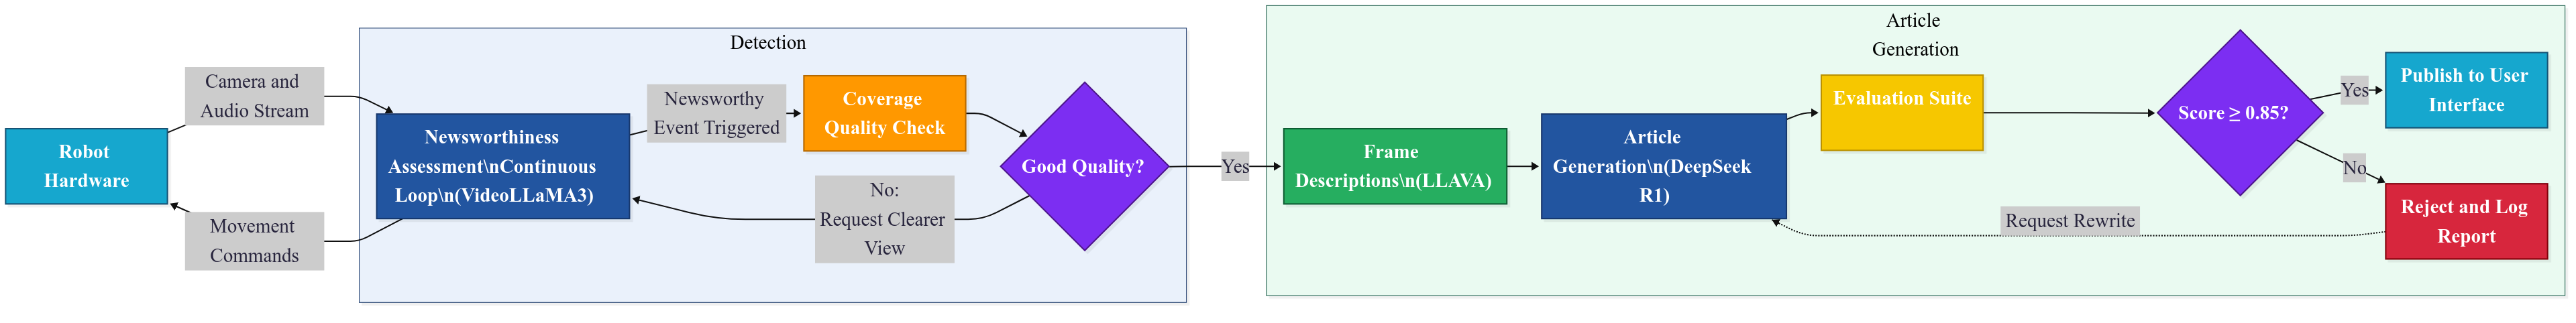 Robot
Hardware
Camera and
Audio Stream
Movement
Commands
Detection
Newsworthiness
Assessment\nContinuous
Loop\n(VideoLLaMA3)
Newsworthy
Event Triggered
Coverage
Quality Check
Good Quality?
No:
Request Clearer
View
Yes
Article
Generation
Frame
Descriptions\n(LLAVA)
Article
Generation\n(DeepSeek
R1)
Evaluation Suite
Score ≥ 0.85?
Yes
Publish to User
Interface
No
Reject and Log
Report
Request Rewrite